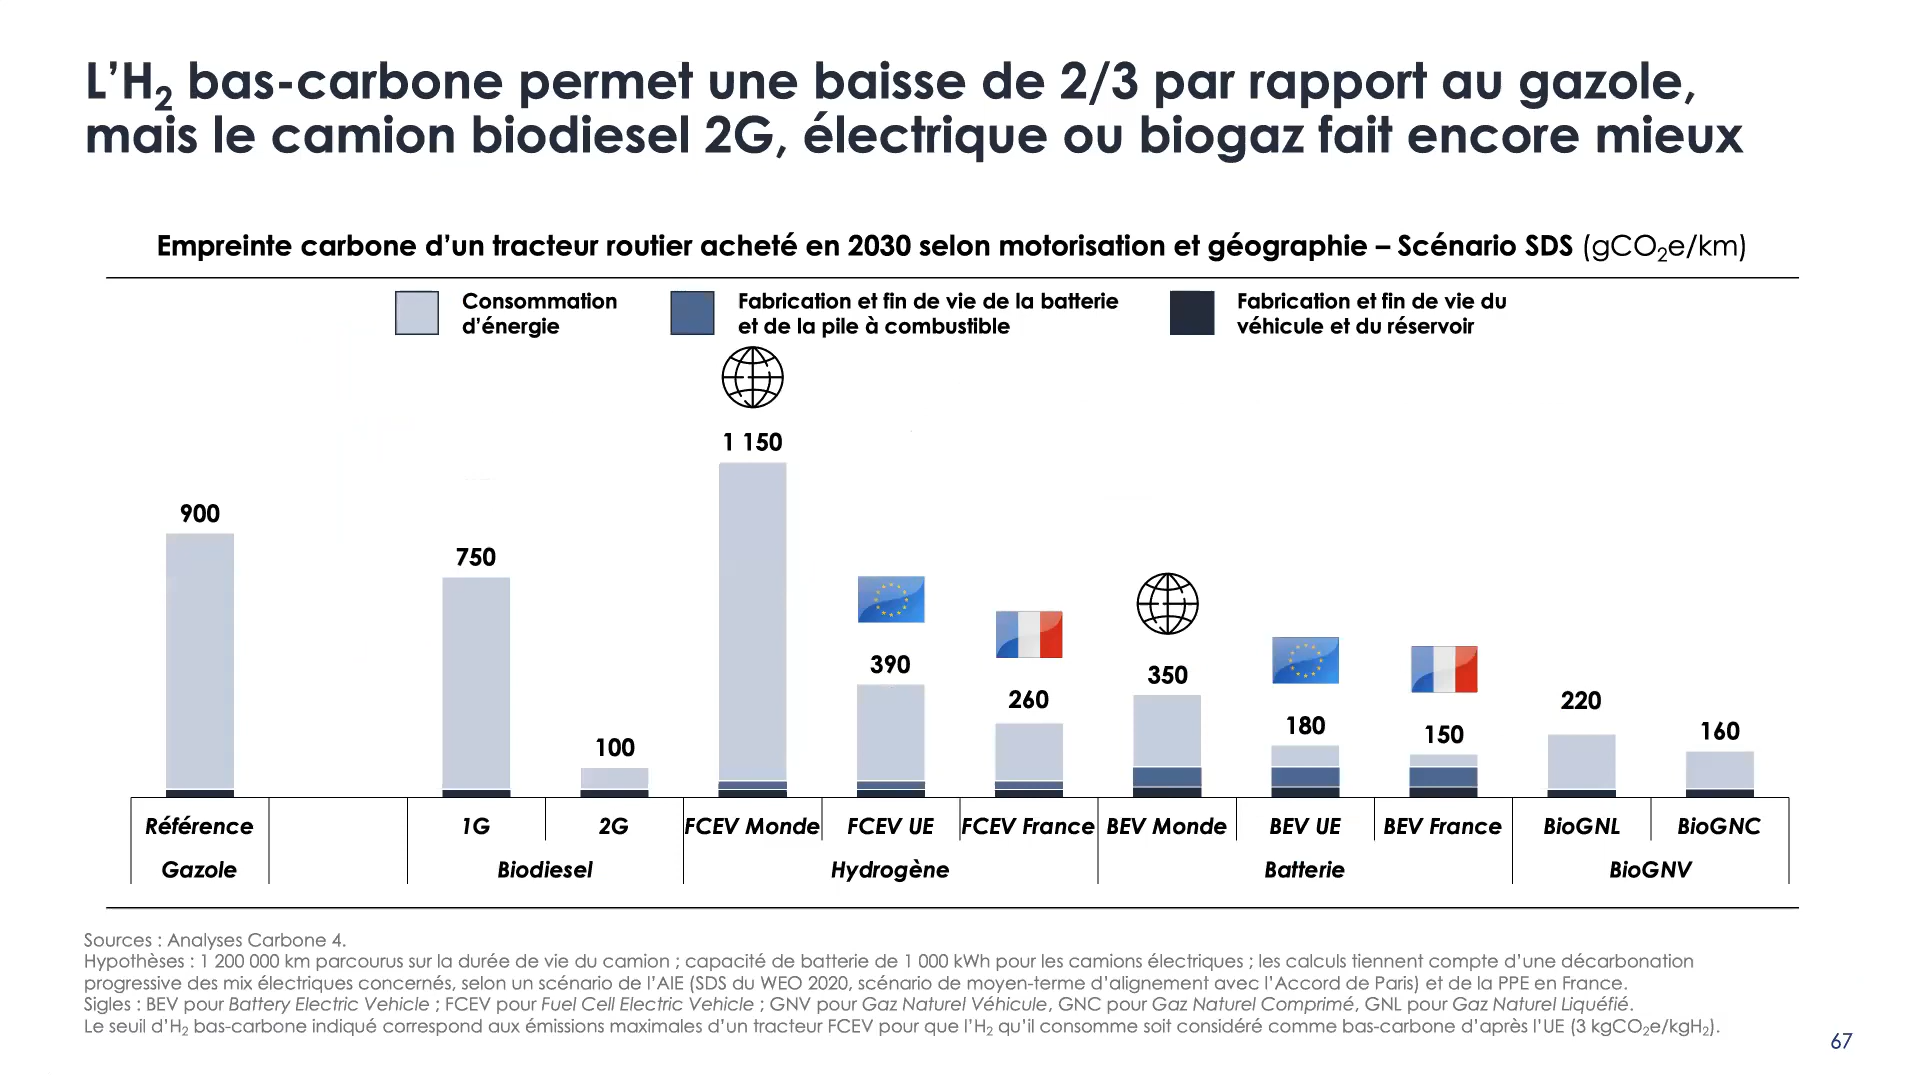 L’H₂ bas-carbone permet une baisse de 2/3 par rapport au gazole,
mais le camion biodiesel 2G, électrique ou biogaz fait encore mieux
Empreinte carbone d’un tracteur routier acheté en 2030 selon motorisation et géographie – Scénario SDS (gCO₂e/km)
Consommation
d’énergie
Fabrication et fin de vie de la batterie
et de la pile à combustible
Fabrication et fin de vie du
véhicule et du réservoir
900
750
100
1 150
390
260
350
180
150
220
160
Référence
1G
2G
FCEV Monde
FCEV UE
FCEV France
BEV Monde
BEV UE
BEV France
BioGNL
BioGNC
Gazole
Biodiesel
Hydrogène
Batterie
BioGNV
Sources : Analyses Carbone 4.
Hypothèses : 1 200 000 km parcourus sur la durée de vie du camion ; capacité de batterie de 1 000 kWh pour les camions électriques ; les calculs tiennent compte d’une décarbonation
progressive des mix électriques concernés, selon un scénario de l’AIE (SDS du WEO 2020, scénario de moyen-terme d’alignement avec l’Accord de Paris) et de la PPE en France.
Sigles : BEV pour Battery Electric Vehicle ; FCEV pour Fuel Cell Electric Vehicle ; GNV pour Gaz Naturel Véhicule, GNC pour Gaz Naturel Comprimé, GNL pour Gaz Naturel Liquéfié.
Le seuil d’H₂ bas-carbone indiqué correspond aux émissions maximales d’un tracteur FCEV pour que l’H₂ qu’il consomme soit considéré comme bas-carbone d’après l’UE (3 kgCO₂e/kgH₂).
67